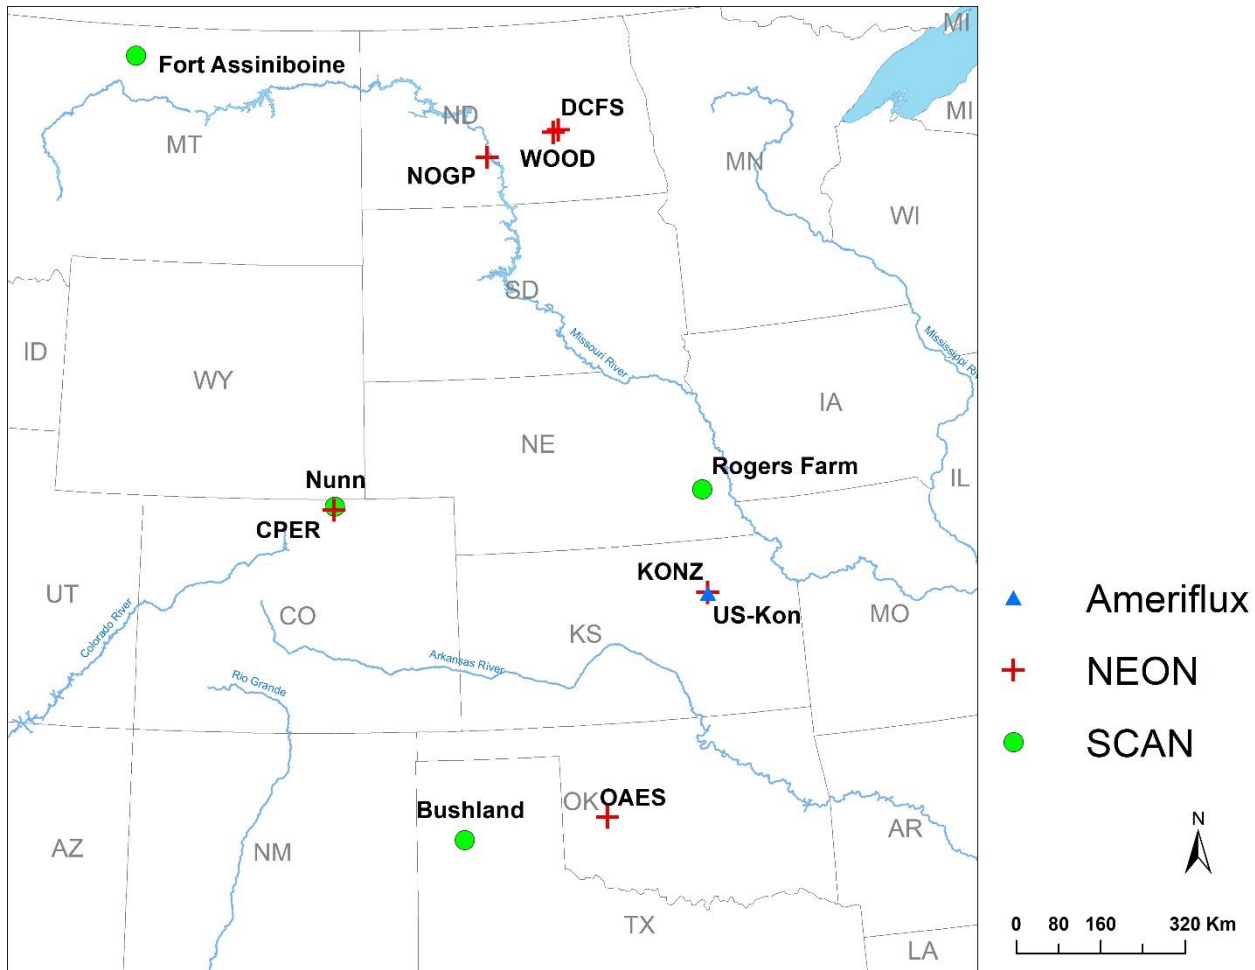 MI
Fort Assiniboine
DCFS
ND
MI
MT
WOOD
MN
NOGP
WI
SD
Missouri River
Mississippi Riv
ID
WY
IA
NE
Rogers Farm
Nunn
IL
CPER
KONZ
UT
Ameriflux
CO
US-Kon
MO
KS
Colorado River
Arkansas River
NEON
Rio Grande
SCAN
OAES
OK
Bushland
AR
AZ
NM
N
TX
0 80 160 320 Km
LA